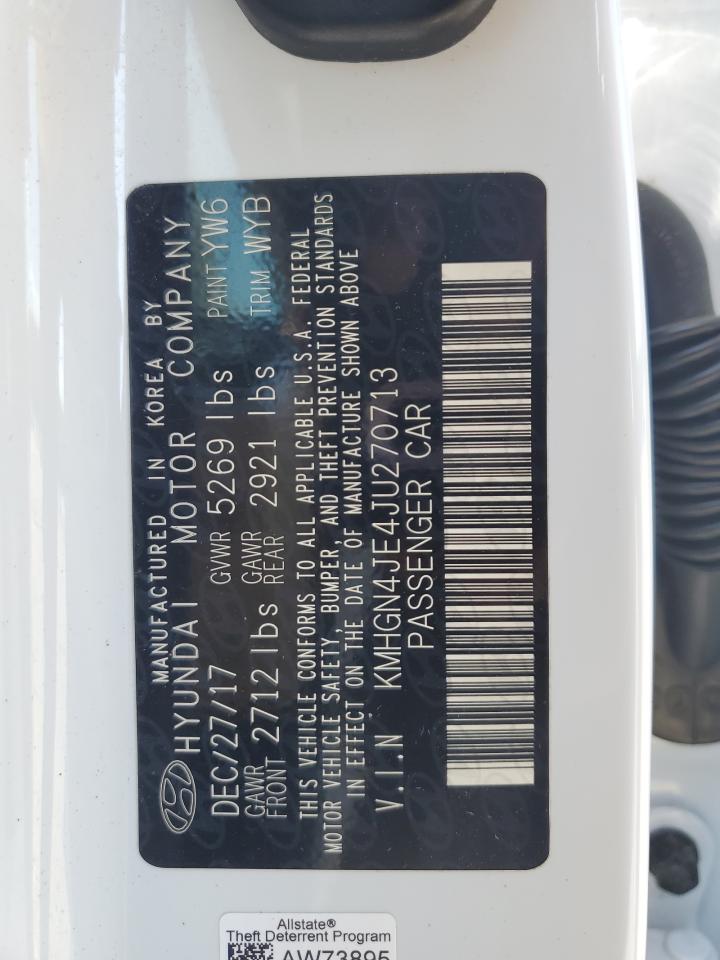 MANUFACTURED IN KOREA BY
HYUNDAI MOTOR COMPANY
DEC/27/17 GVWR 5269 lbs PAINT YW6
GAWR FRONT 2712 lbs GAWR REAR 2921 lbs TRIM WYB
THIS VEHICLE CONFORMS TO ALL APPLICABLE U.S.A. FEDERAL
MOTOR VEHICLE SAFETY, BUMPER, AND THEFT PREVENTION STANDARDS
IN EFFECT ON THE DATE OF MANUFACTURE SHOWN ABOVE
V.I.N KMHGN4JE4JU270713
PASSENGER CAR
Allstate®
Theft Deterrent Program
AW73895